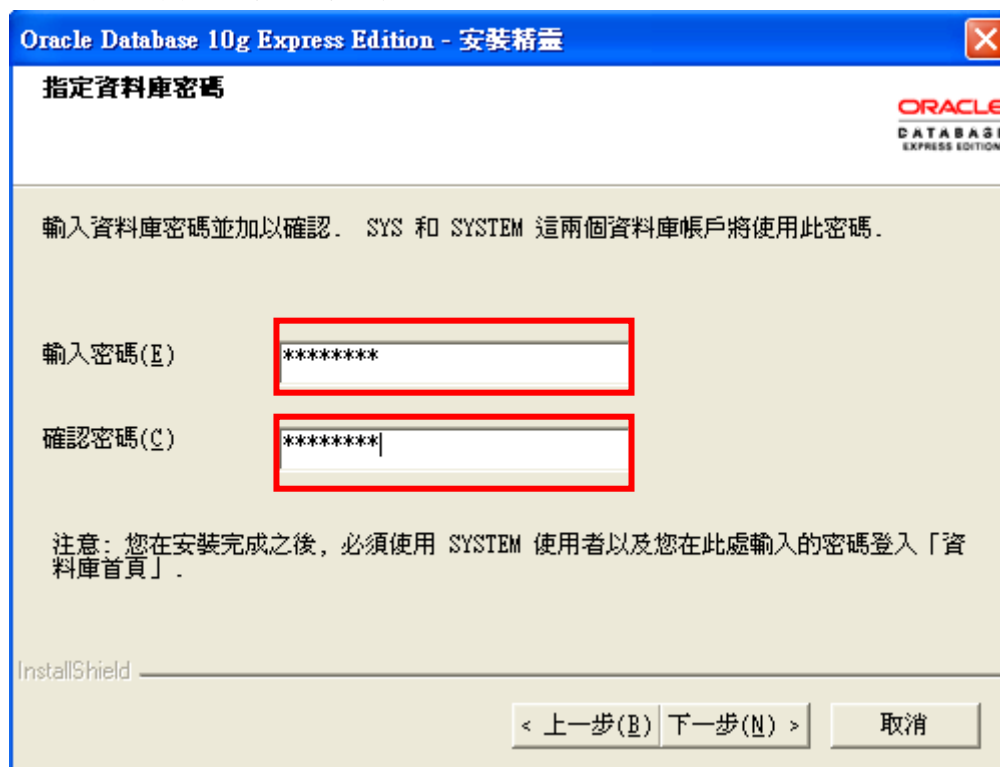 Oracle Database 10g Express Edition - 安裝精靈
指定資料庫密碼
ORACLE
DATABASE
EXPRESS EDITION
輸入資料庫密碼並加以確認. SYS 和 SYSTEM 這兩個資料庫帳戶將使用此密碼.
輸入密碼(E)
********
確認密碼(C)
********
注意: 您在安裝完成之後, 必須使用 SYSTEM 使用者以及您在此處輸入的密碼登入「資
料庫首頁」.
InstallShield
< 上一步(B) 下一步(N) > 取消